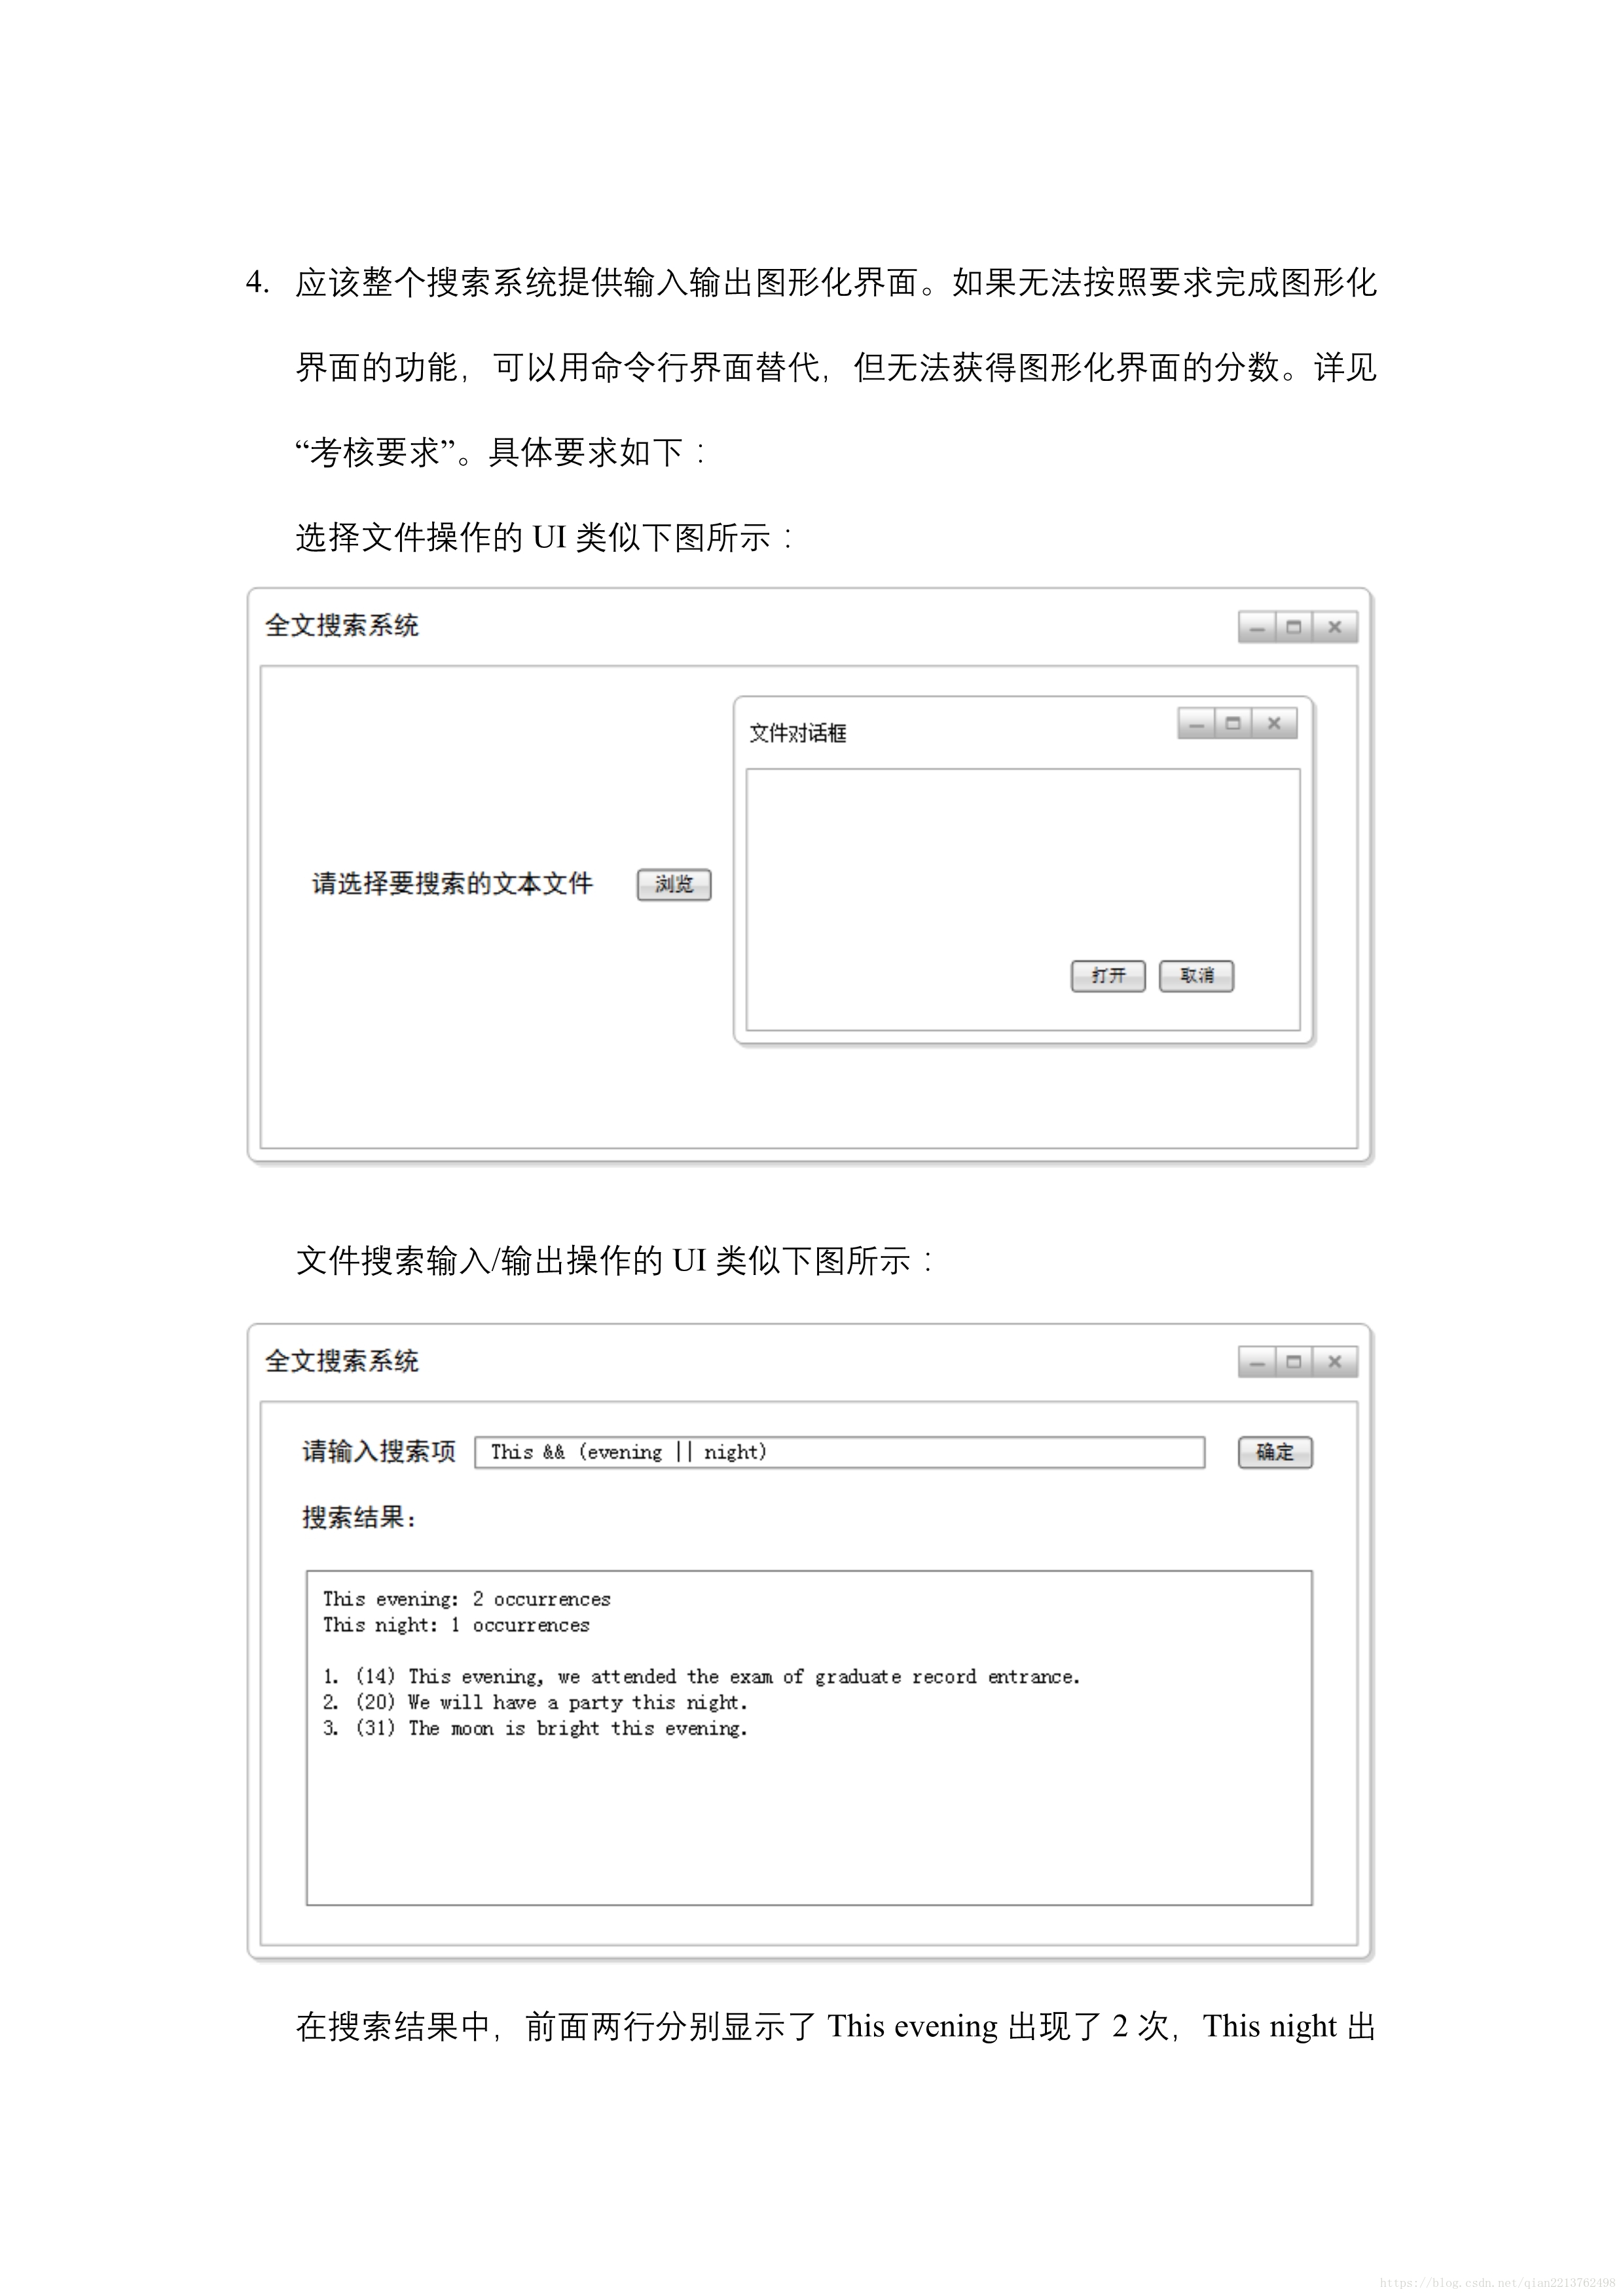 4. 应该整个搜索系统提供输入输出图形化界面。如果无法按照要求完成图形化
界面的功能，可以用命令行界面替代，但无法获得图形化界面的分数。详见
“考核要求”。具体要求如下：
选择文件操作的 UI 类似下图所示：
全文搜索系统
文件对话框
请选择要搜索的文本文件 浏览
打开 取消
文件搜索输入/输出操作的 UI 类似下图所示：
全文搜索系统
请输入搜索项 This && (evening || night) 确定
搜索结果：
This evening: 2 occurrences
This night: 1 occurrences
1. (14) This evening, we attended the exam of graduate record entrance.
2. (20) We will have a party this night.
3. (31) The moon is bright this evening.
在搜索结果中，前面两行分别显示了 This evening 出现了 2 次，This night 出
https://blog.csdn.net/qian2213762498